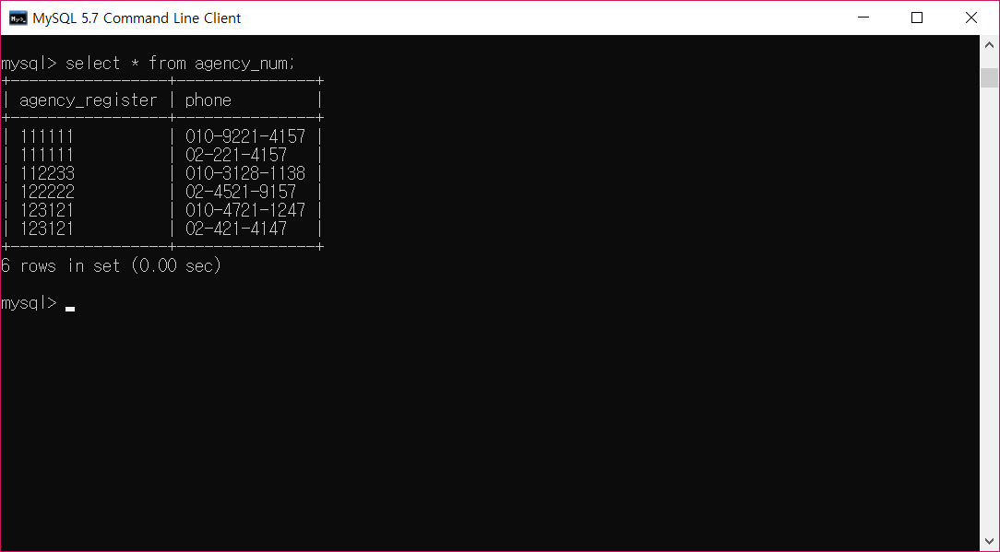 MySQL 5.7 Command Line Client
mysql> select * from agency_num;
+-----------------+---------------+
| agency_register | phone         |
+-----------------+---------------+
| 111111          | 010-9221-4157 |
| 111111          | 02-221-4157   |
| 112233          | 010-3128-1138 |
| 122222          | 02-4521-9157  |
| 123121          | 010-4721-1247 |
| 123121          | 02-421-4147   |
+-----------------+---------------+
6 rows in set (0.00 sec)
mysql>